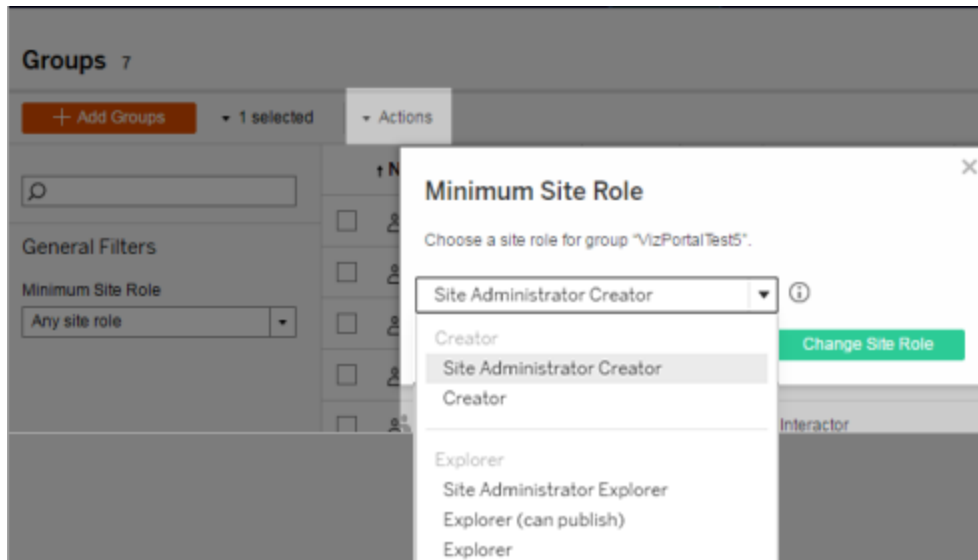 Groups 7
+ Add Groups
1 selected
Actions
↑ N
General Filters
Minimum Site Role
Any site role
Minimum Site Role
Choose a site role for group "VizPortalTest5".
Site Administrator Creator
Change Site Role
Creator
Site Administrator Creator
Creator
Interactor
Explorer
Site Administrator Explorer
Explorer (can publish)
Explorer